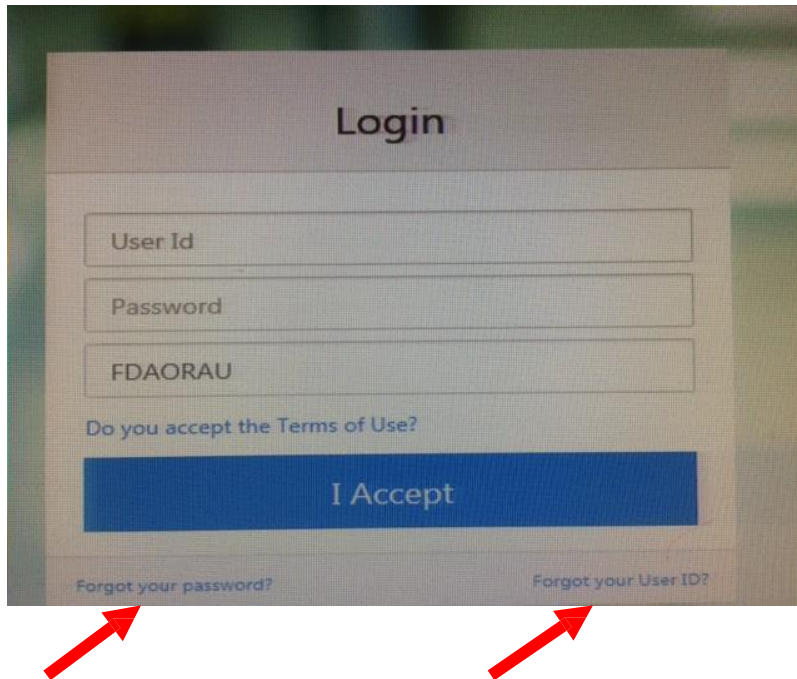 Login
User Id
Password
FDAORAU
Do you accept the Terms of Use?
I Accept
Forgot your password?
Forgot your User ID?